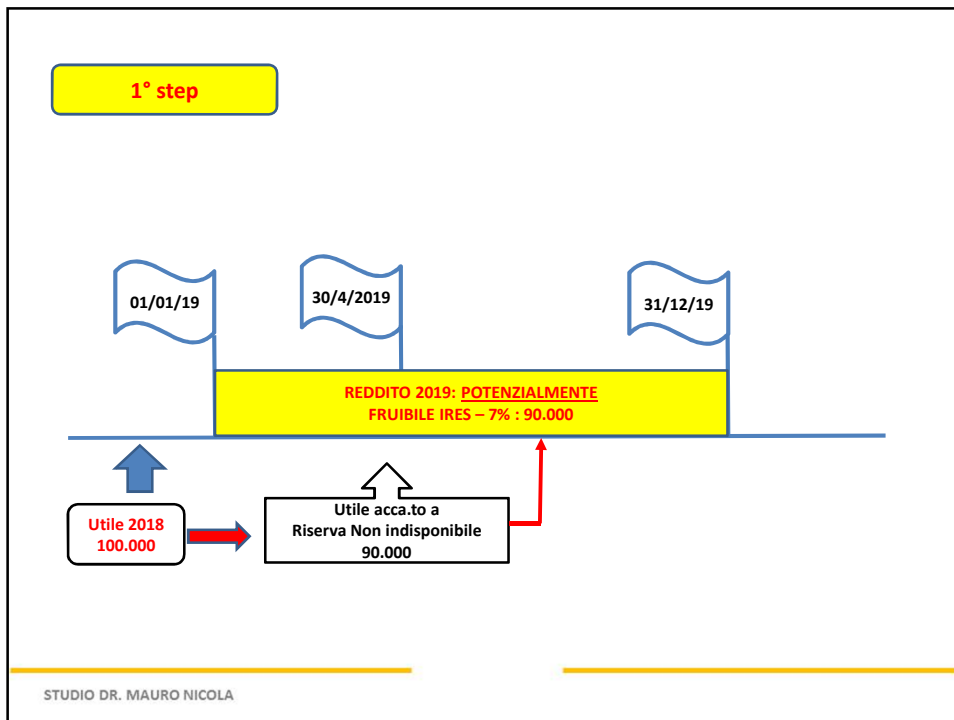 1° step
01/01/19
30/4/2019
31/12/19
REDDITO 2019: POTENZIALMENTE
FRUIBILE IRES – 7% : 90.000
Utile 2018
100.000
Utile acca.to a
Riserva Non indisponibile
90.000
STUDIO DR. MAURO NICOLA